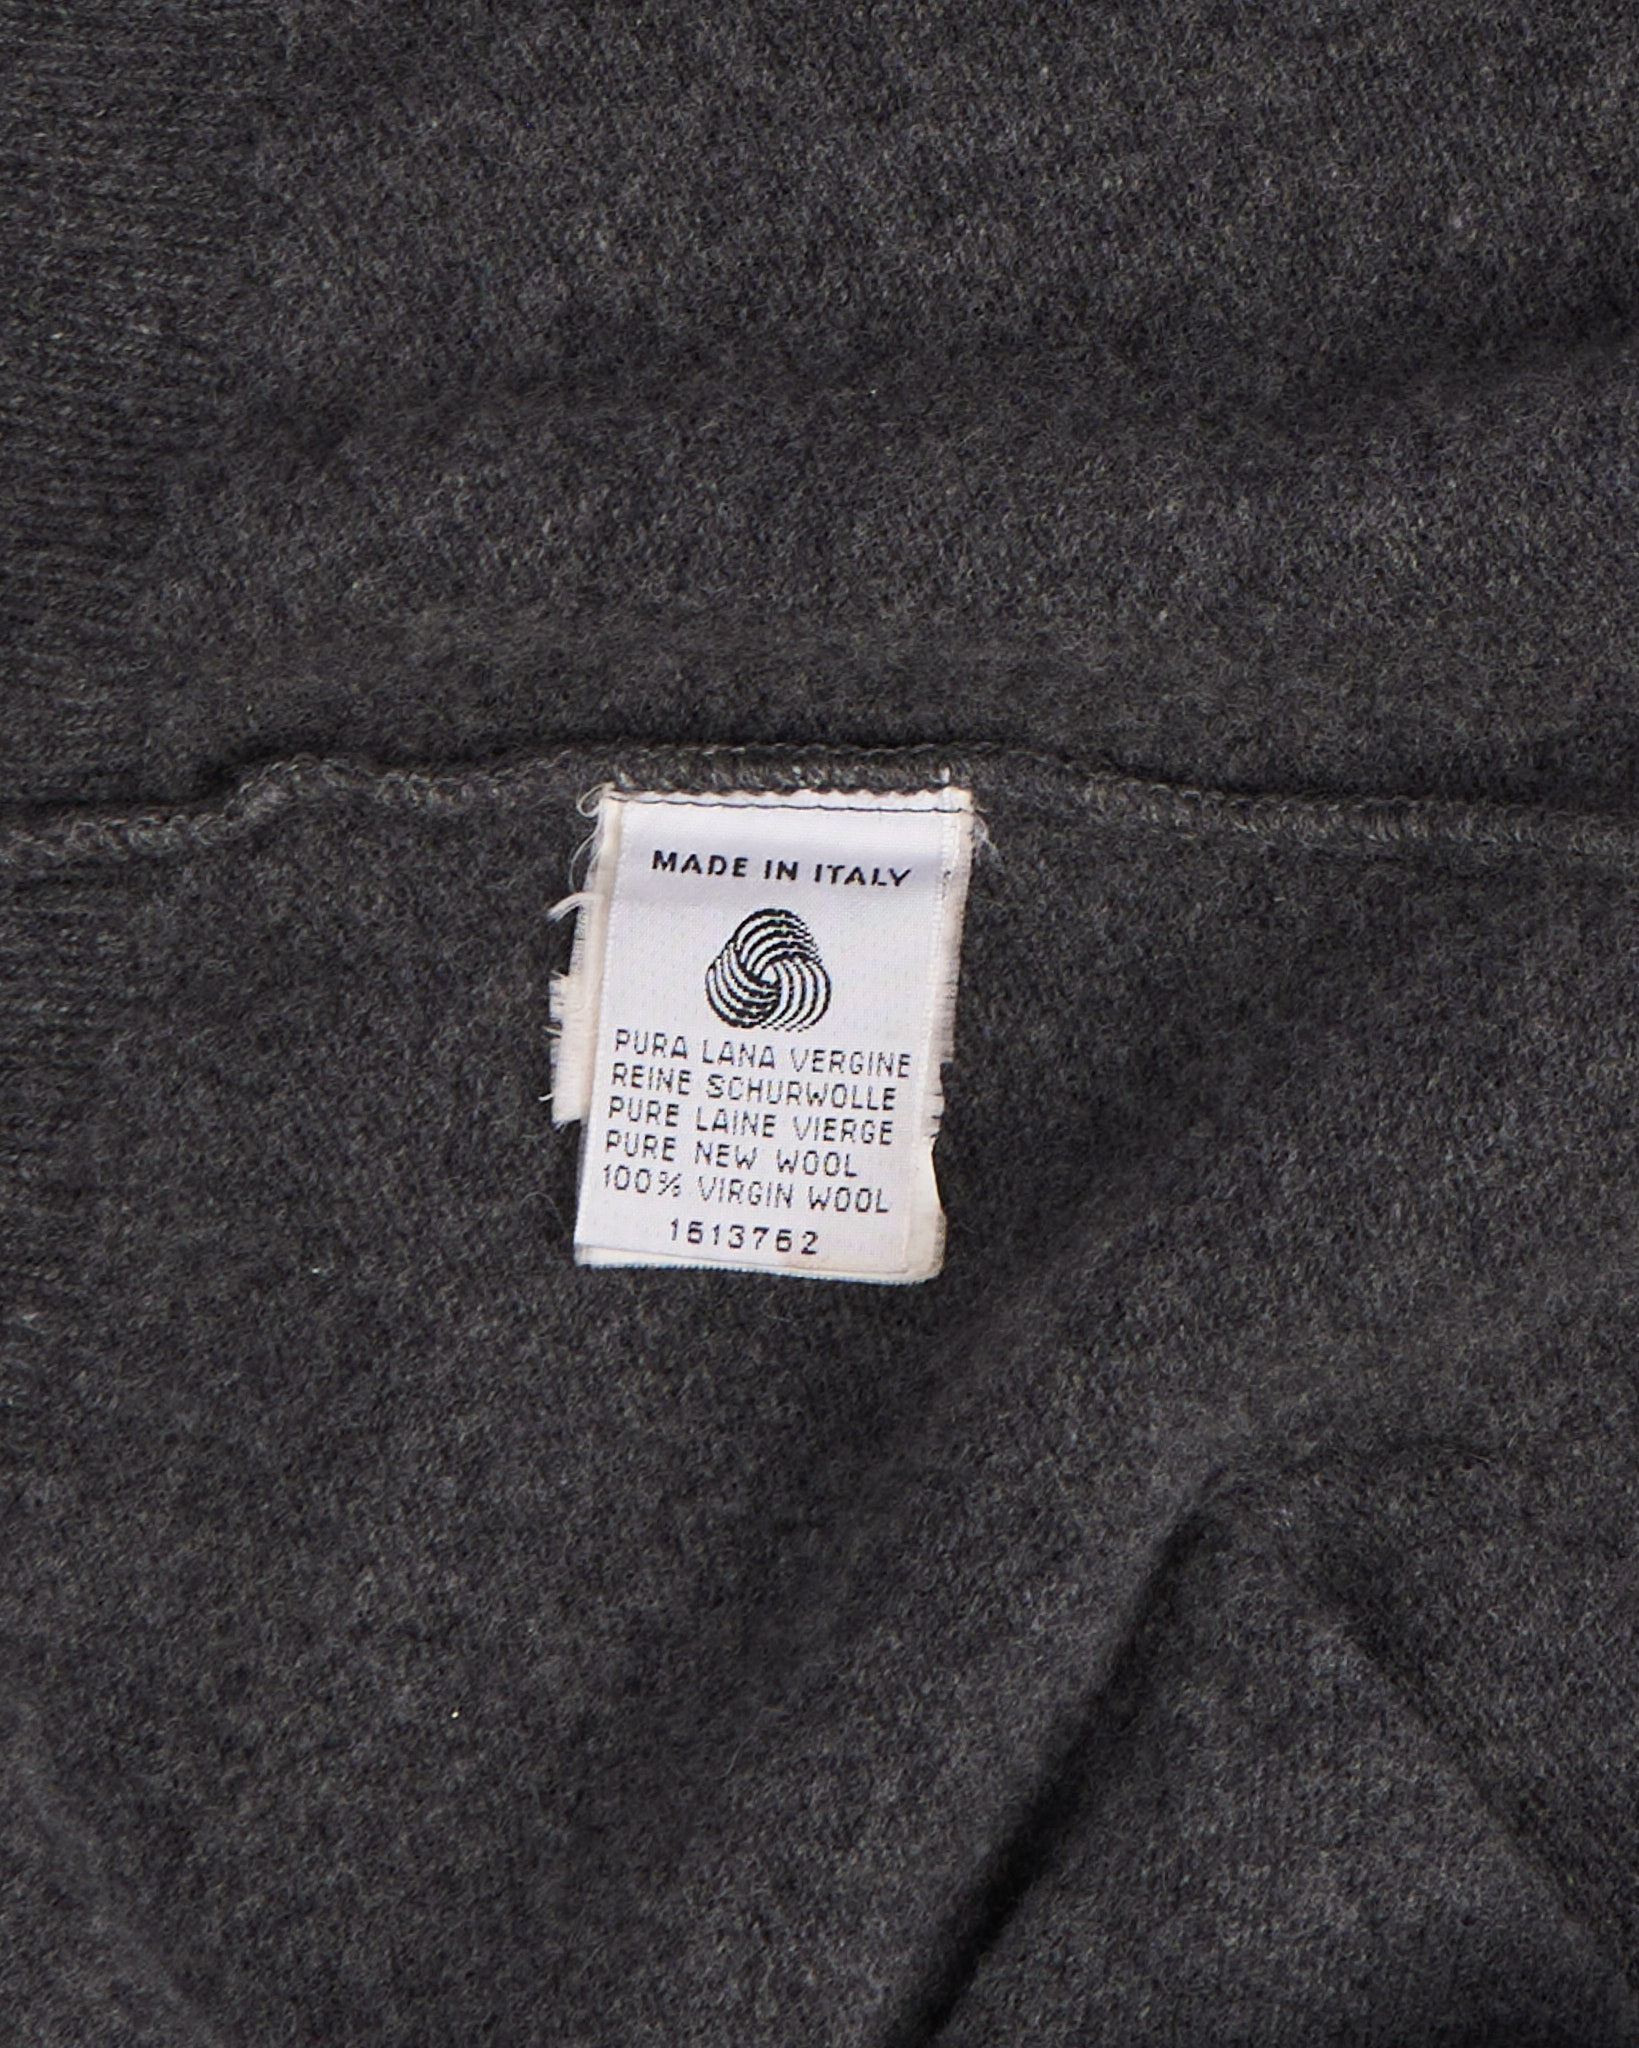 MADE IN ITALY
PURA LANA VERGINE
REINE SCHURWOLLE
PURE LAINE VIERGE
PURE NEW WOOL
100% VIRGIN WOOL
1613762